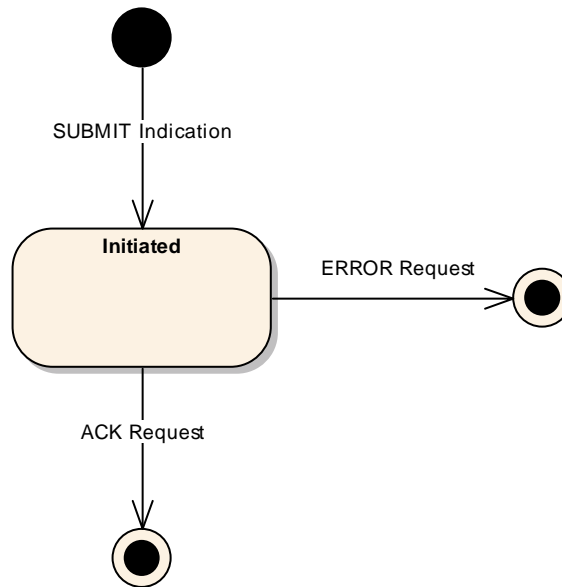 SUBMIT Indication
Initiated
ERROR Request
ACK Request